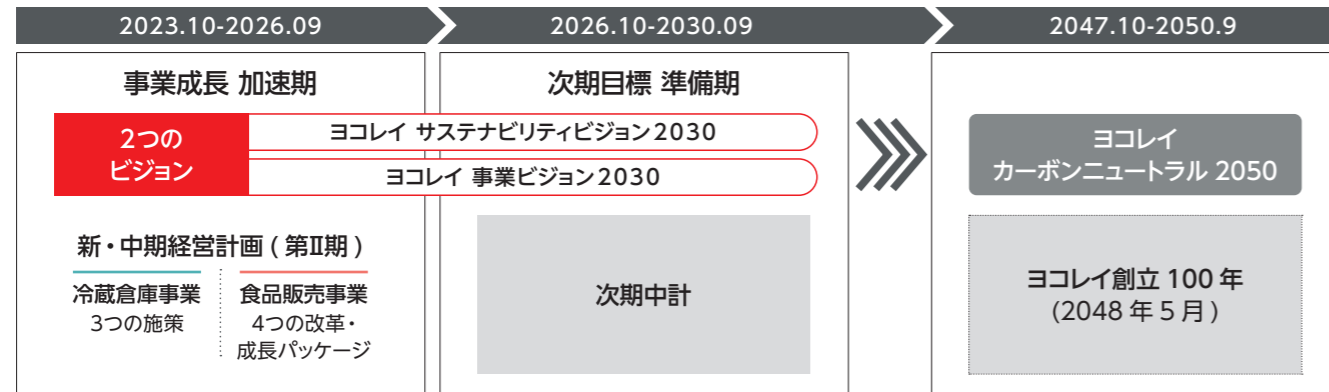 2023.10-2026.09
2026.10-2030.09
2047.10-2050.9
事業成長 加速期
次期目標 準備期
2つの
ビジョン
ヨコレイ サステナビリティビジョン2030
ヨコレイ 事業ビジョン2030
ヨコレイ
カーボンニュートラル 2050
新・中期経営計画 ( 第Ⅱ期 )
冷蔵倉庫事業
3つの施策
食品販売事業
4つの改革・
成長パッケージ
次期中計
ヨコレイ創立 100 年
(2048 年 5 月 )